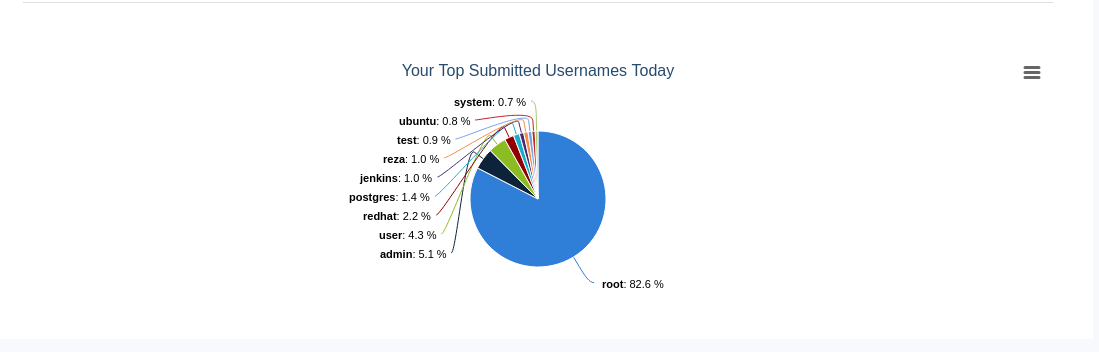 Your Top Submitted Usernames Today
system: 0.7 %
ubuntu: 0.8 %
test: 0.9 %
reza: 1.0 %
jenkins: 1.0 %
postgres: 1.4 %
redhat: 2.2 %
user: 4.3 %
admin: 5.1 %
root: 82.6 %